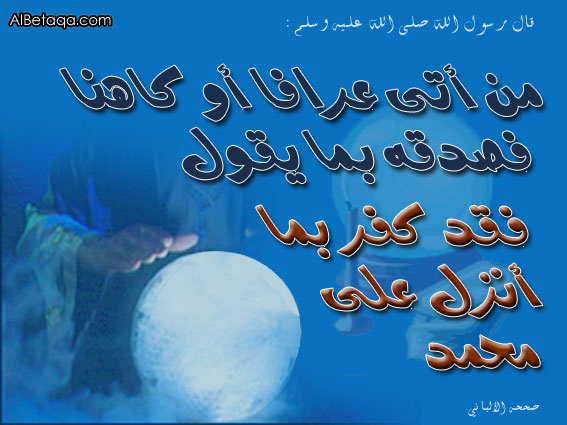 AlBetaqa.com
قال رسول الله صلى الله عليه وسلم :
من أتى عرافا أو كاهنا
فصدقه بما يقول
فقد كفر بما
أنزل على
محمد
صححه الالباني